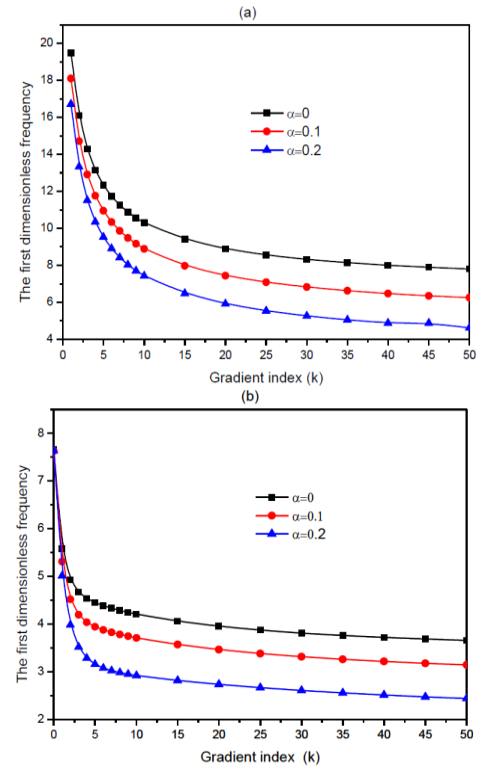 (a)
20
18
16
14
12
10
8
6
4
The first dimensionless frequency
α=0
α=0.1
α=0.2
0 5 10 15 20 25 30 35 40 45 50
Gradient index (k)
(b)
8
7
6
5
4
3
2
The first dimensionless frequency
α=0
α=0.1
α=0.2
0 5 10 15 20 25 30 35 40 45 50
Gradient index (k)